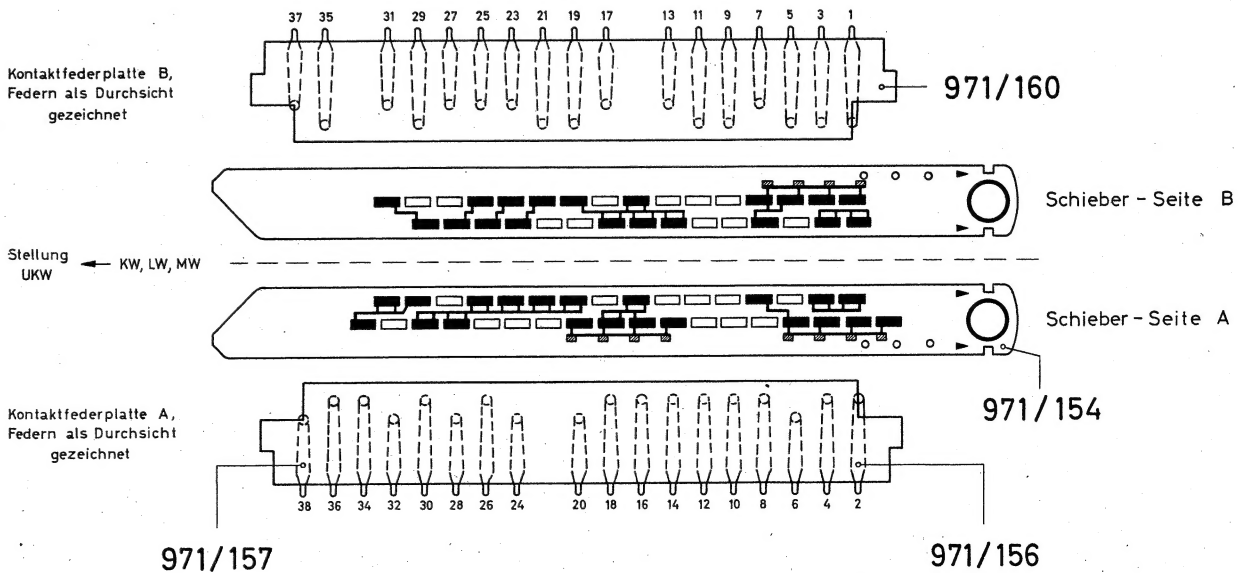 37 35 31 29 27 25 23 21 19 17 13 11 9 7 5 3 1
Kontaktfederplatte B,
Federn als Durchsicht
gezeichnet
971/160
Schieber - Seite B
Stellung
UKW
KW, LW, MW
Schieber - Seite A
971/154
Kontaktfederplatte A,
Federn als Durchsicht
gezeichnet
38 36 34 32 30 28 26 24 20 18 16 14 12 10 8 6 4 2
971/157
971/156